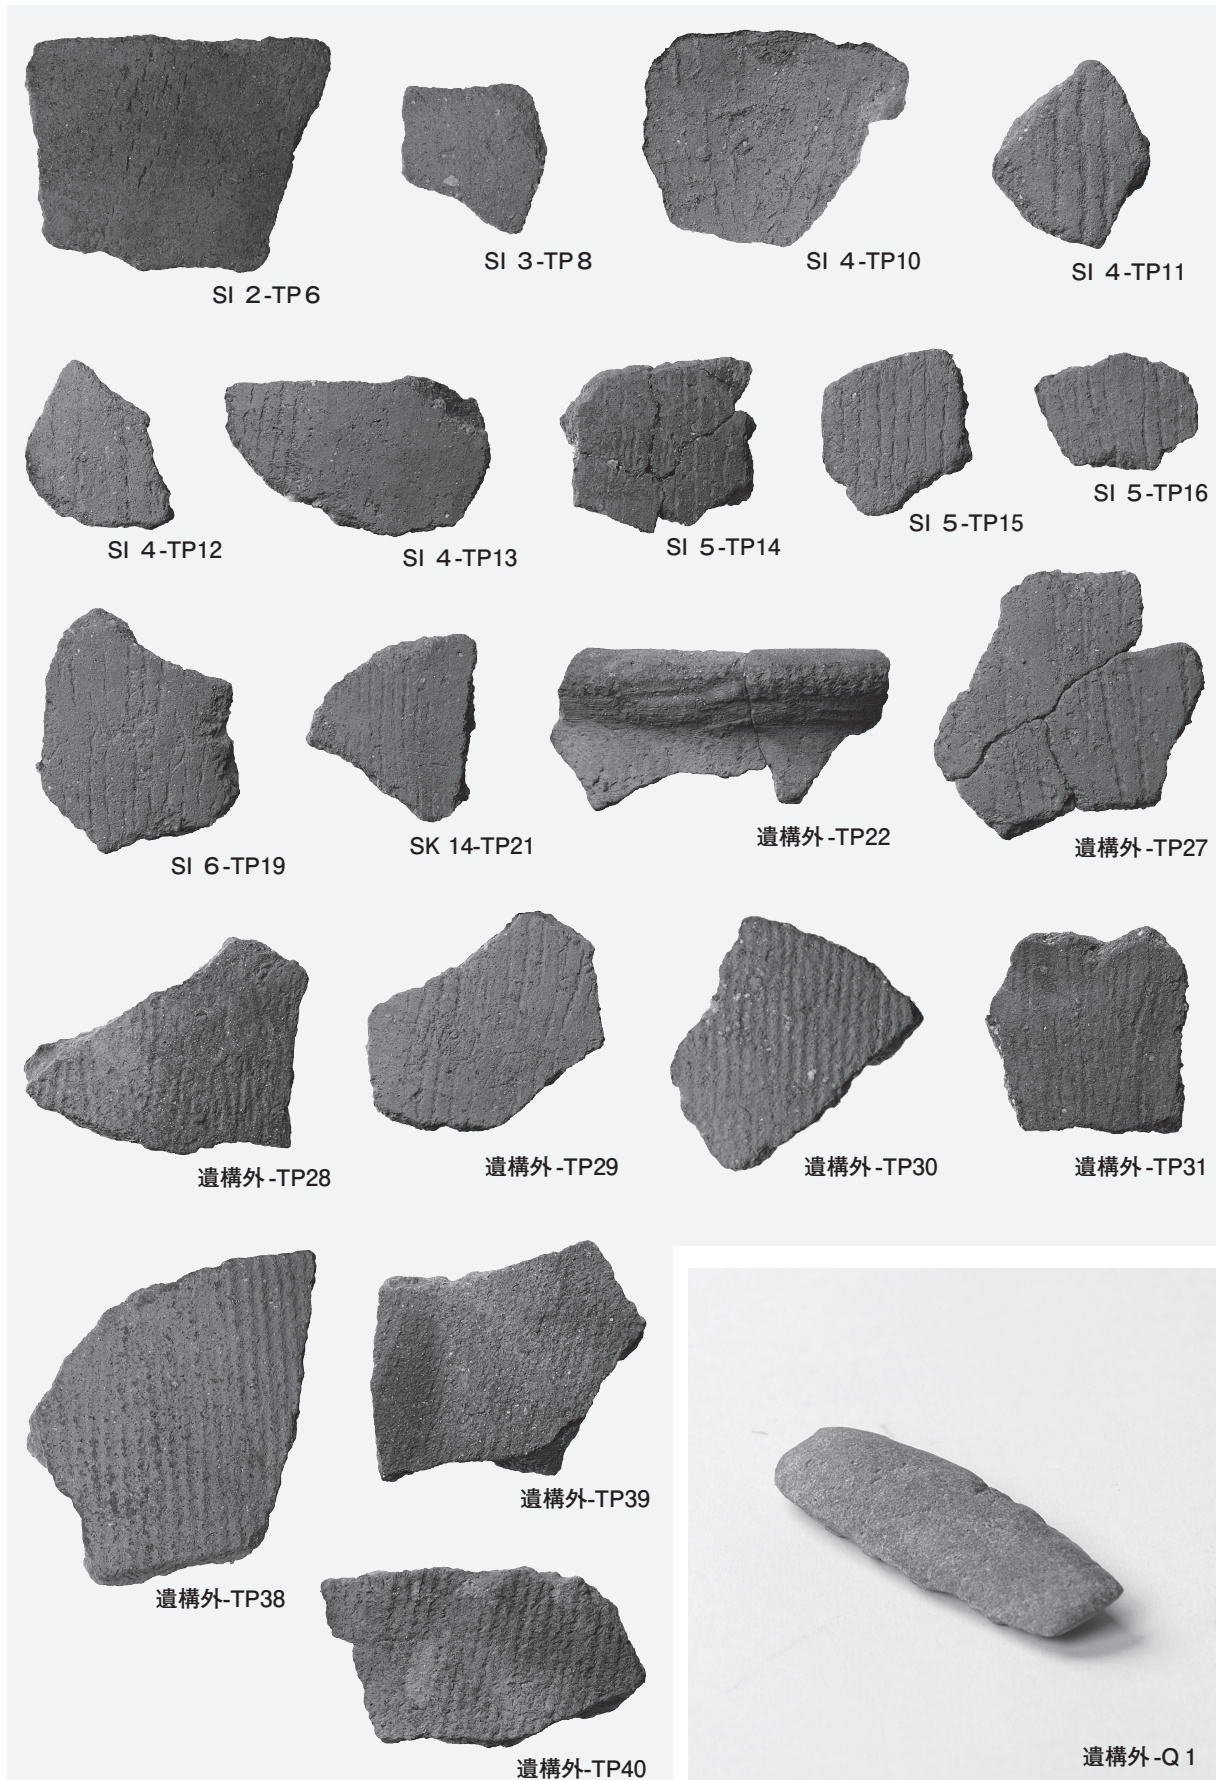 SI 2-TP6
SI 3-TP8
SI 4-TP10
SI 4-TP11
SI 4-TP12
SI 4-TP13
SI 5-TP14
SI 5-TP15
SI 5-TP16
SI 6-TP19
SK 14-TP21
遺構外-TP22
遺構外-TP27
遺構外-TP28
遺構外-TP29
遺構外-TP30
遺構外-TP31
遺構外-TP38
遺構外-TP39
遺構外-TP40
遺構外-Q1